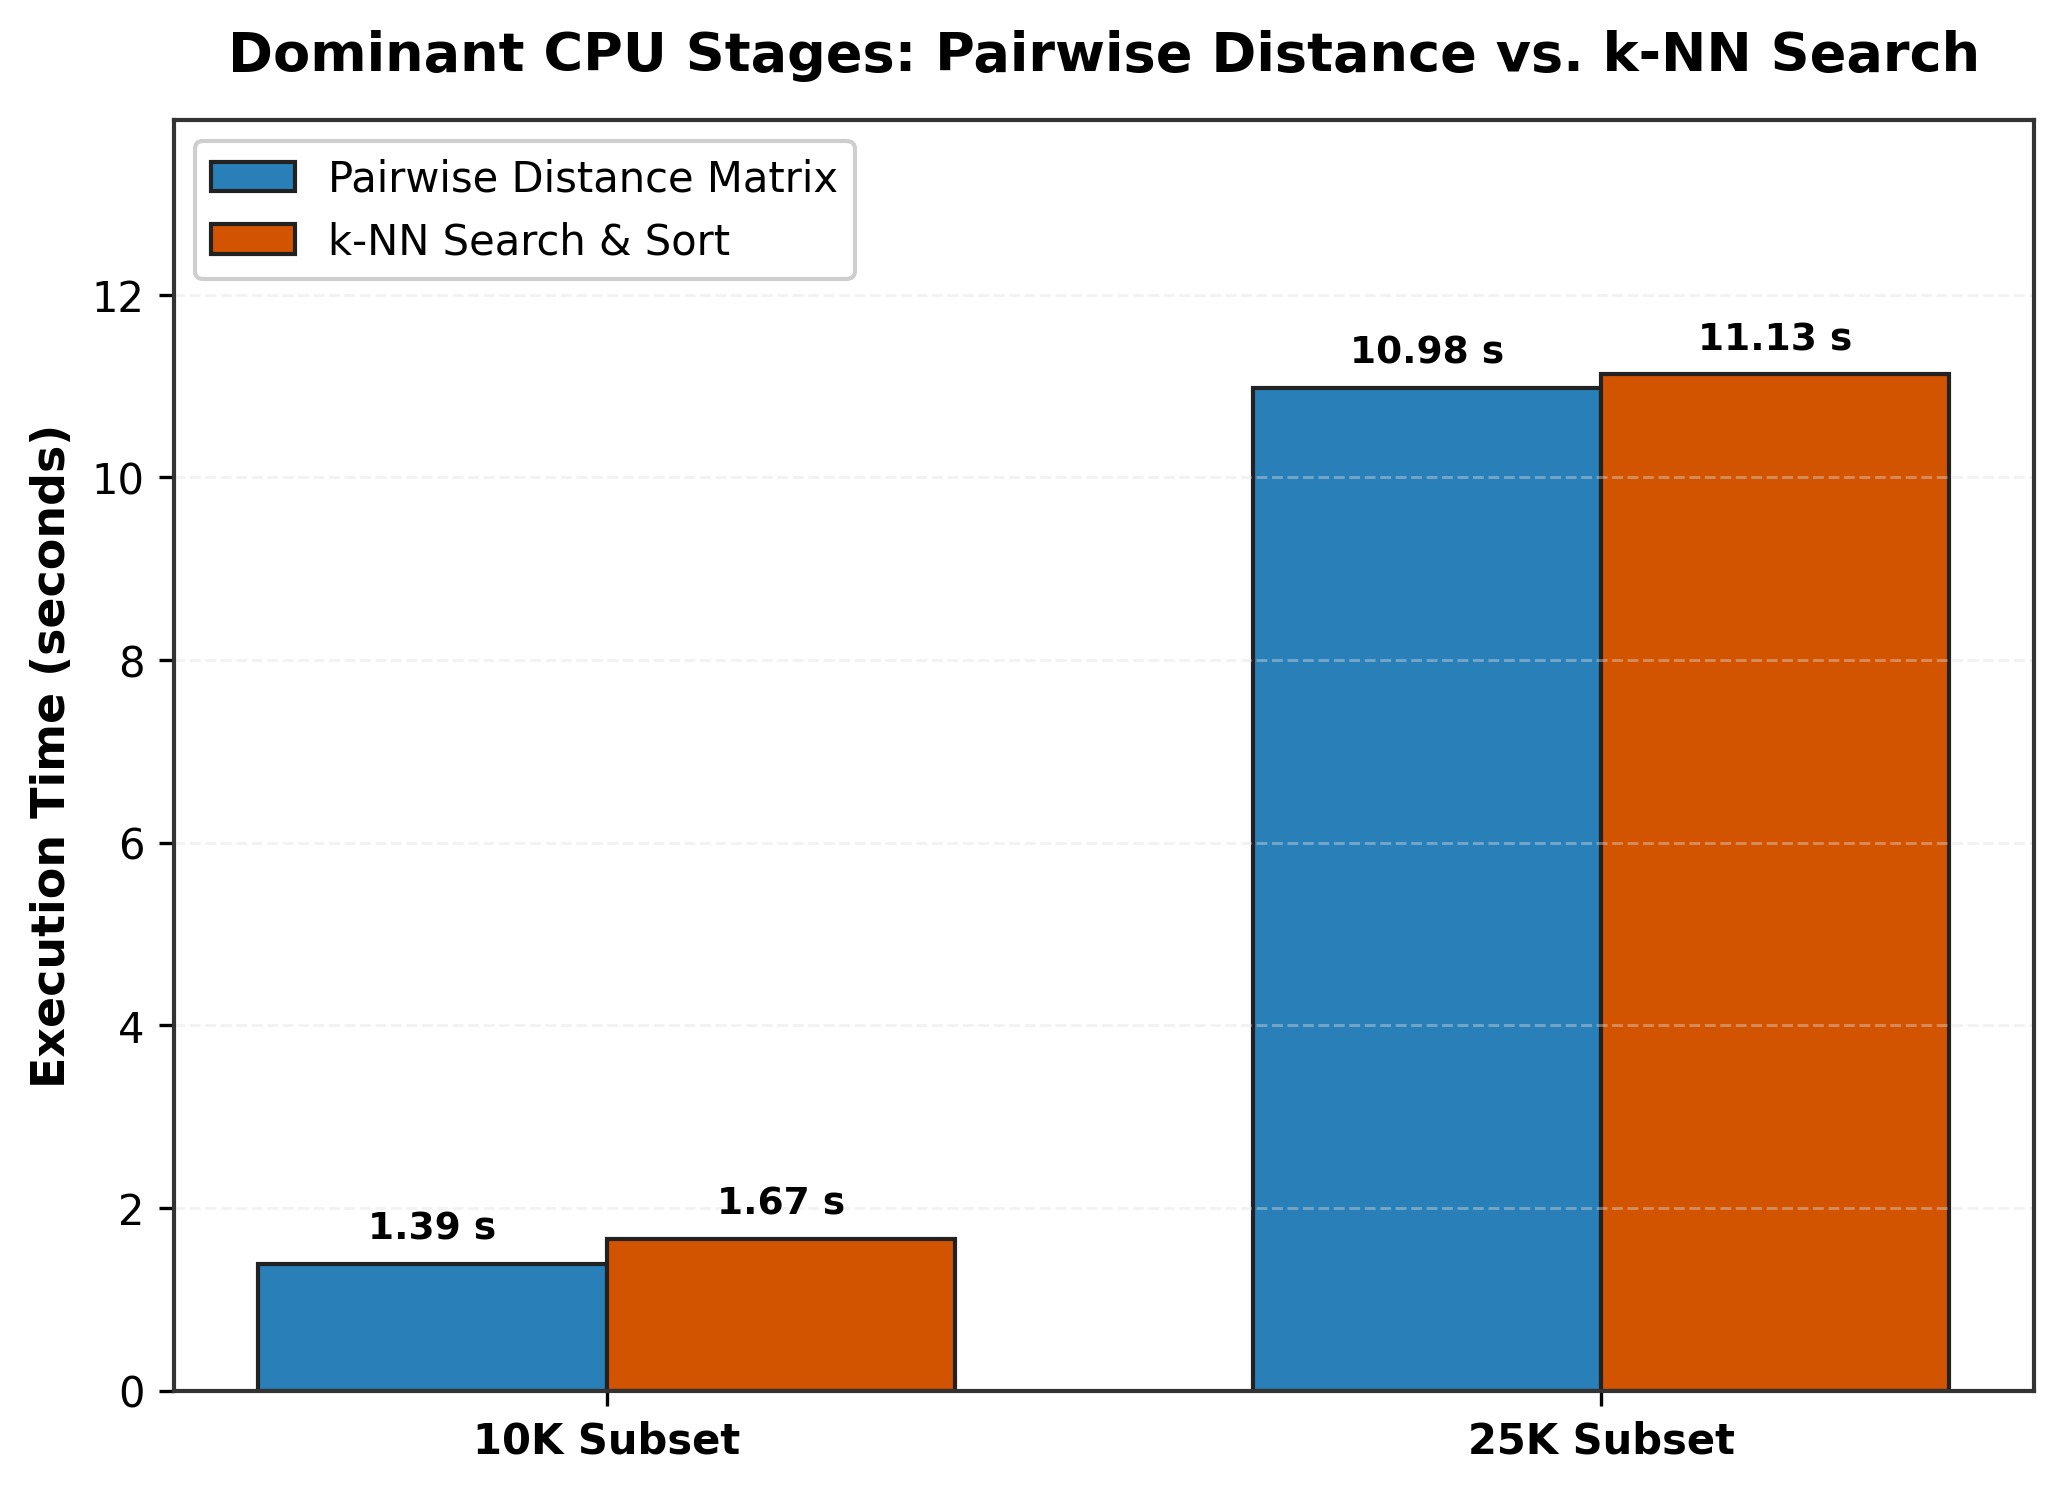 Dominant CPU Stages: Pairwise Distance vs. k-NN Search
Pairwise Distance Matrix
k-NN Search & Sort
Execution Time (seconds)
12
10
8
6
4
2
0
10.98 s
11.13 s
1.39 s
1.67 s
10K Subset
25K Subset